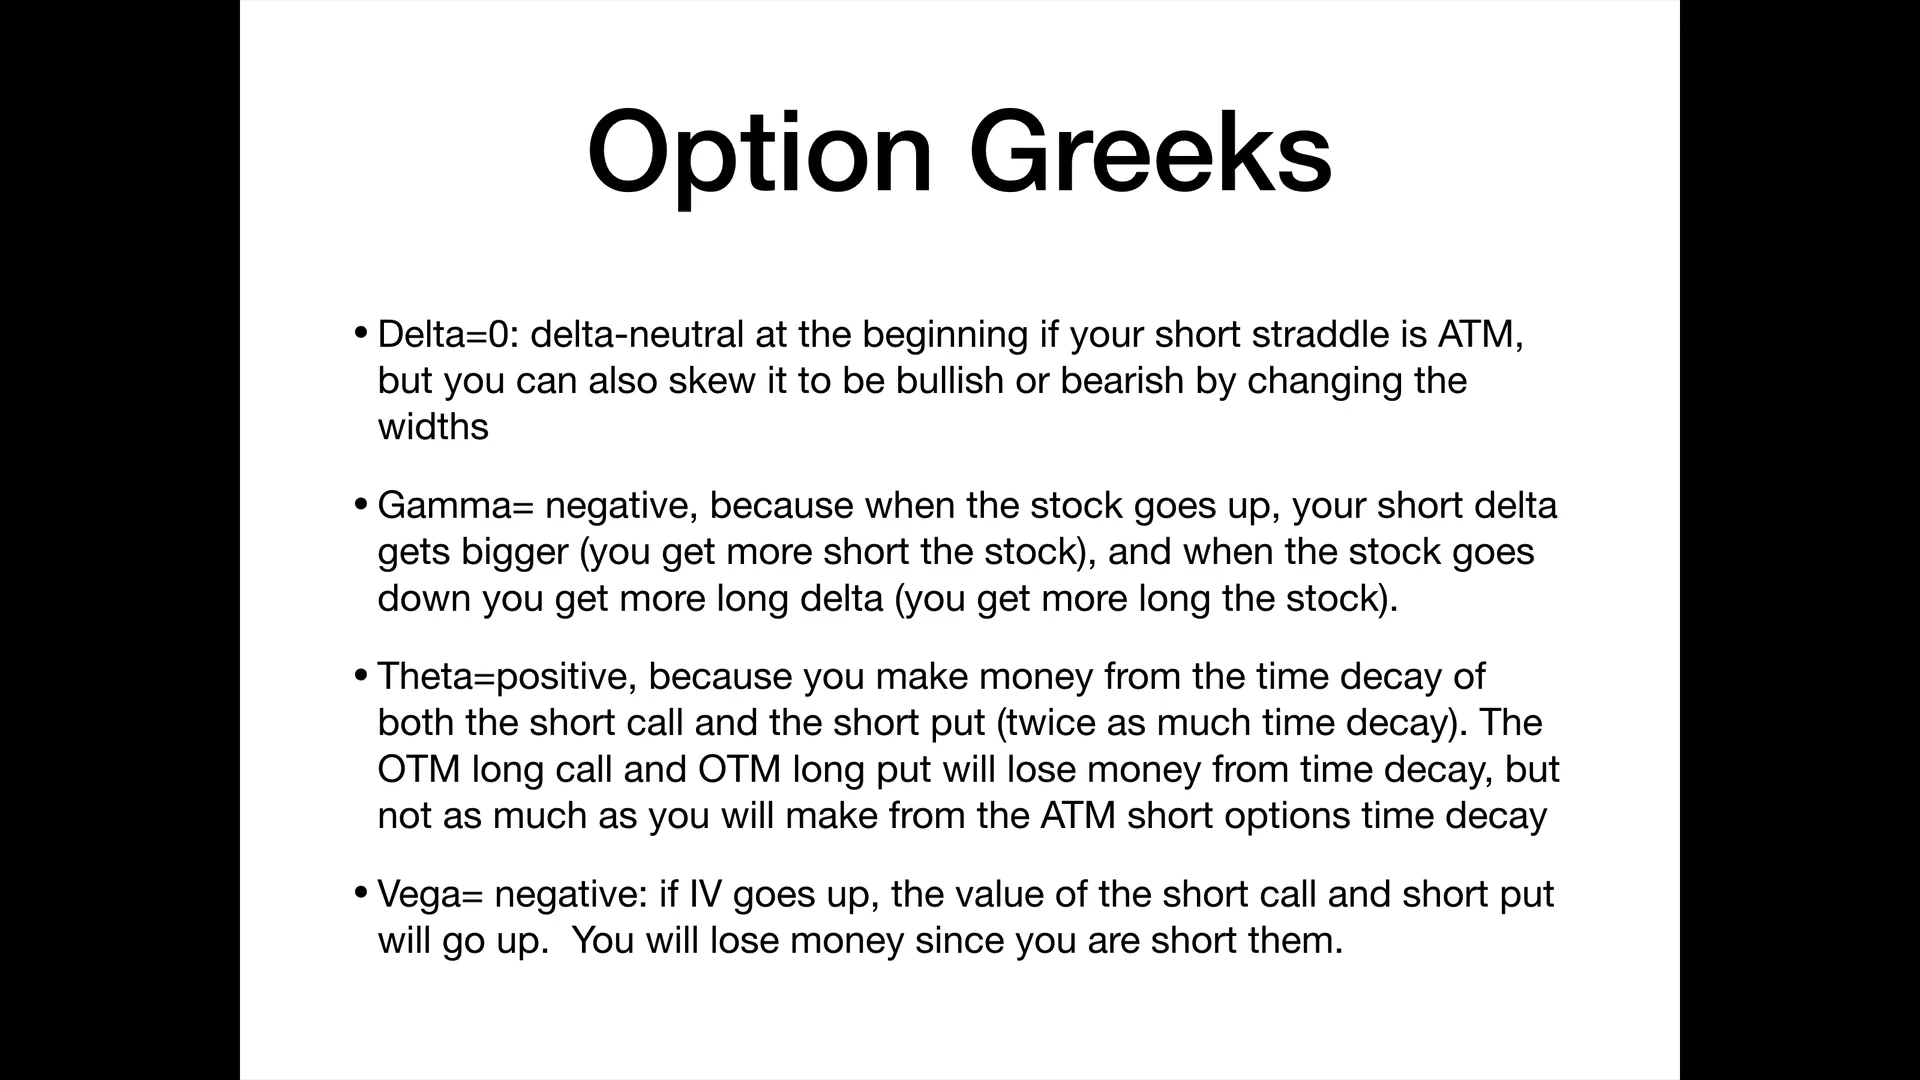 Option Greeks
• Delta=0: delta-neutral at the beginning if your short straddle is ATM,
but you can also skew it to be bullish or bearish by changing the
widths
• Gamma= negative, because when the stock goes up, your short delta
gets bigger (you get more short the stock), and when the stock goes
down you get more long delta (you get more long the stock).
• Theta=positive, because you make money from the time decay of
both the short call and the short put (twice as much time decay). The
OTM long call and OTM long put will lose money from time decay, but
not as much as you will make from the ATM short options time decay
• Vega= negative: if IV goes up, the value of the short call and short put
will go up.  You will lose money since you are short them.